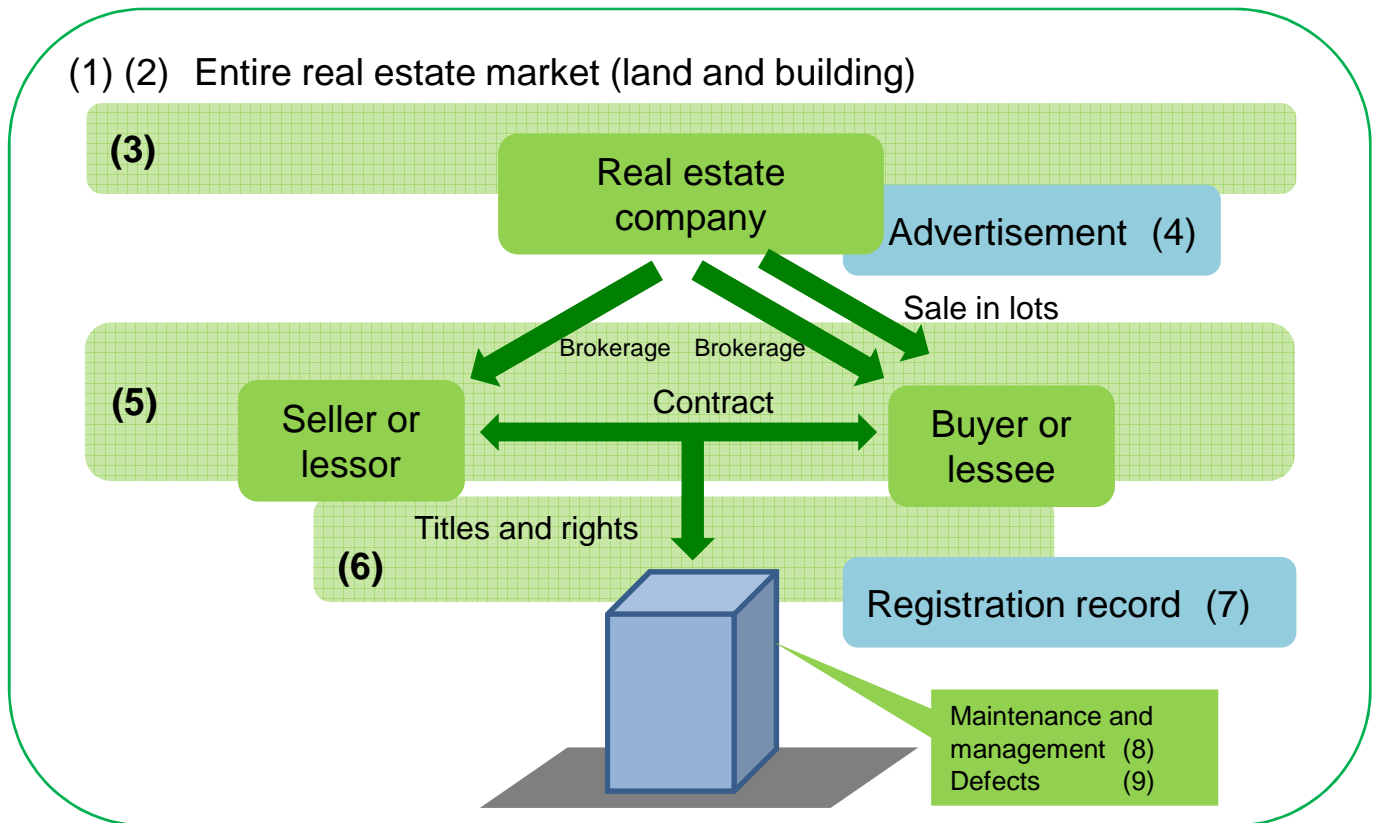 (1) (2) Entire real estate market (land and building)
(3)
Real estate
company
Advertisement (4)
Sale in lots
Brokerage Brokerage
(5)
Contract
Seller or
lessor
Buyer or
lessee
Titles and rights
(6)
Registration record (7)
Maintenance and
management (8)
Defects (9)